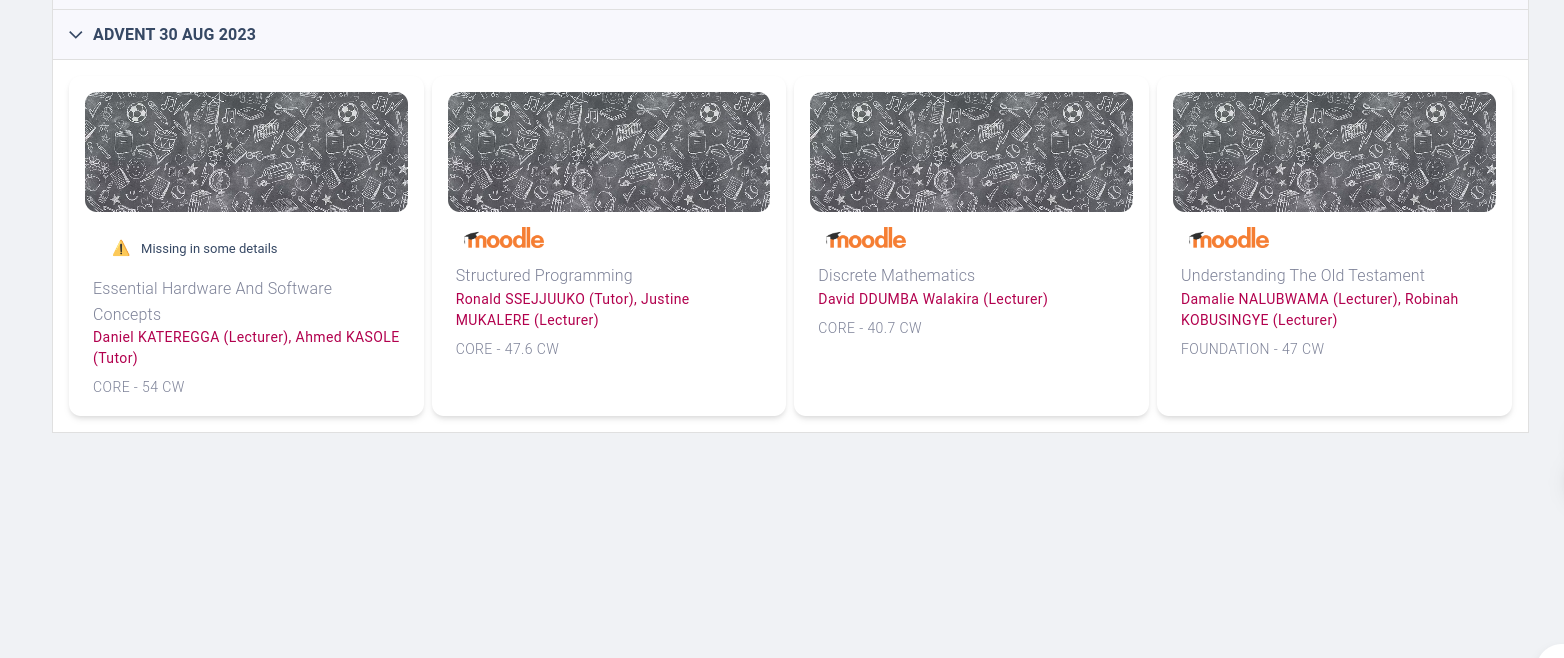 ADVENT 30 AUG 2023
Missing in some details
Essential Hardware And Software
Concepts
Daniel KATEREGGA (Lecturer), Ahmed KASOLE
(Tutor)
CORE - 54 CW
moodle
Structured Programming
Ronald SSEJJUUKO (Tutor), Justine
MUKALERE (Lecturer)
CORE - 47.6 CW
moodle
Discrete Mathematics
David DDUMBA Walakira (Lecturer)
CORE - 40.7 CW
moodle
Understanding The Old Testament
Damalie NALUBWAMA (Lecturer), Robinah
KOBUSINGYE (Lecturer)
FOUNDATION - 47 CW